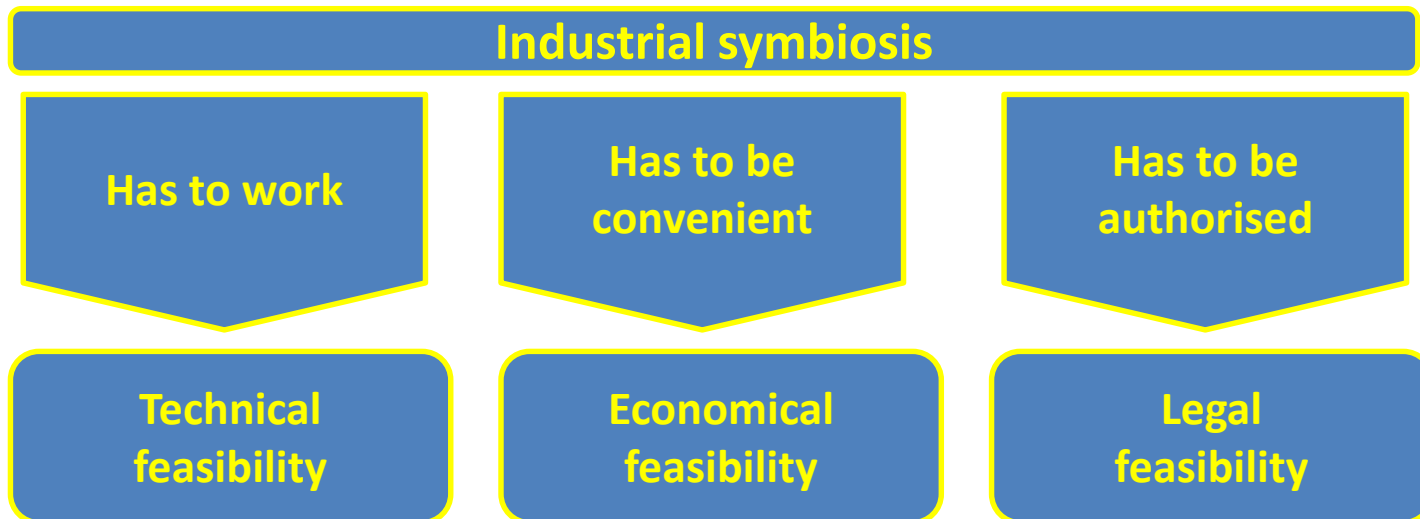 Industrial symbiosis
Has to work
Has to be
convenient
Has to be
authorised
Technical
feasibility
Economical
feasibility
Legal
feasibility